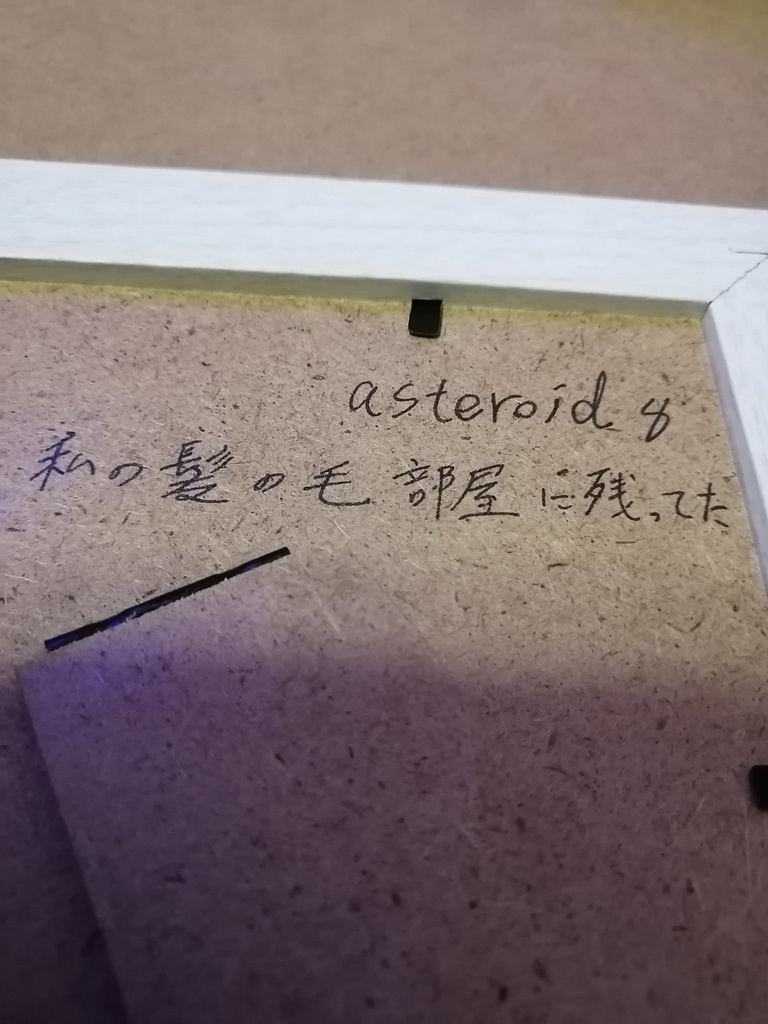 asteroid 8
私の髪の毛 部屋に残ってた